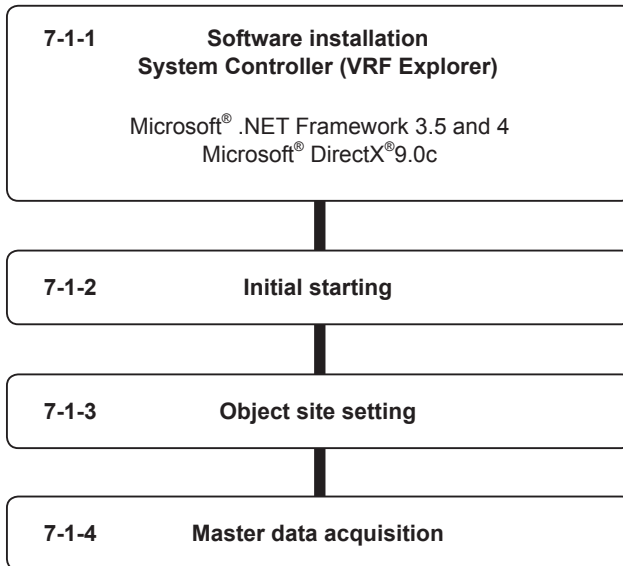 7-1-1 Software installation
System Controller (VRF Explorer)
Microsoft® .NET Framework 3.5 and 4
Microsoft® DirectX®9.0c
7-1-2 Initial starting
7-1-3 Object site setting
7-1-4 Master data acquisition